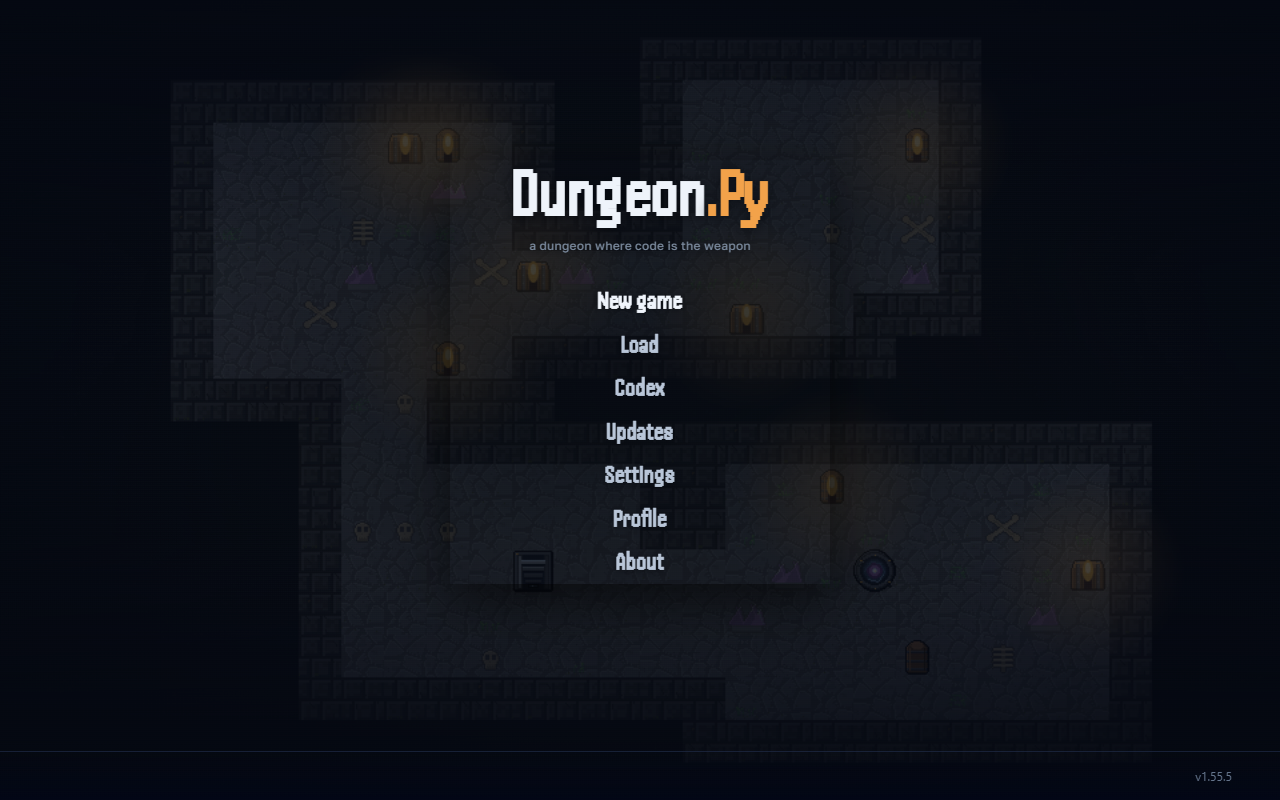 Dungeon.Py
a dungeon where code is the weapon
New game
Load
Codex
Updates
Settings
Profile
About
v1.55.5